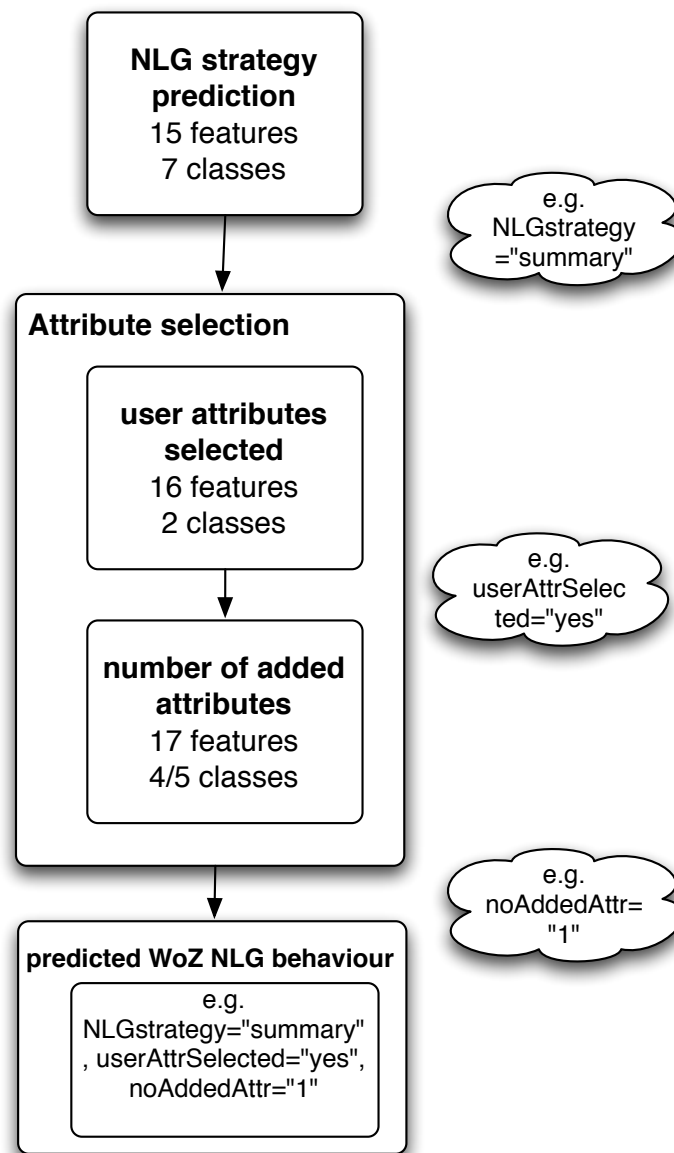 NLG strategy
prediction
15 features
7 classes
e.g.
NLGstrategy
="summary"
Attribute selection
user attributes
selected
16 features
2 classes
e.g.
userAttrSelec
ted="yes"
number of added
attributes
17 features
4/5 classes
e.g.
noAddedAttr=
"1"
predicted WoZ NLG behaviour
e.g.
NLGstrategy="summary"
, userAttrSelected="yes",
noAddedAttr="1"